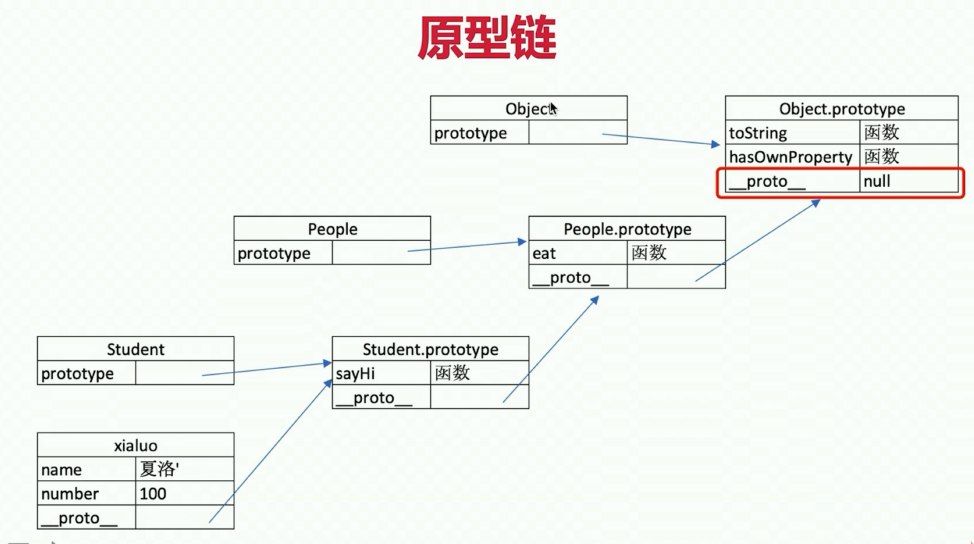 原型链
Object
prototype
Object.prototype
toString 函数
hasOwnProperty 函数
__proto__ null
People
prototype
People.prototype
eat 函数
__proto__
Student
prototype
Student.prototype
sayHi 函数
__proto__
xialuo
name 夏洛'
number 100
__proto__